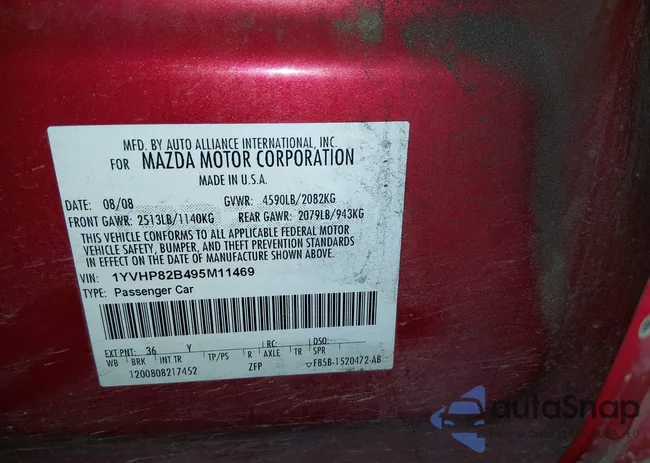 MFD. BY AUTO ALLIANCE INTERNATIONAL, INC.
FOR MAZDA MOTOR CORPORATION
MADE IN U.S.A.
DATE: 08/08 GVWR: 4590LB/2082KG
FRONT GAWR: 2513LB/1140KG REAR GAWR: 2079LB/943KG
THIS VEHICLE CONFORMS TO ALL APPLICABLE FEDERAL MOTOR
VEHICLE SAFETY, BUMPER, AND THEFT PREVENTION STANDARDS
IN EFFECT ON THE DATE OF MANUFACTURE SHOWN ABOVE.
VIN: 1YVHP82B495M11469
TYPE: Passenger Car
EXT PNT: 36 Y RC: DSO:
WB BRK INT TR TP/PS R AXLE TR SPR
1200808217452 ZFP ▽F85B-1520472-AB
autoSnap